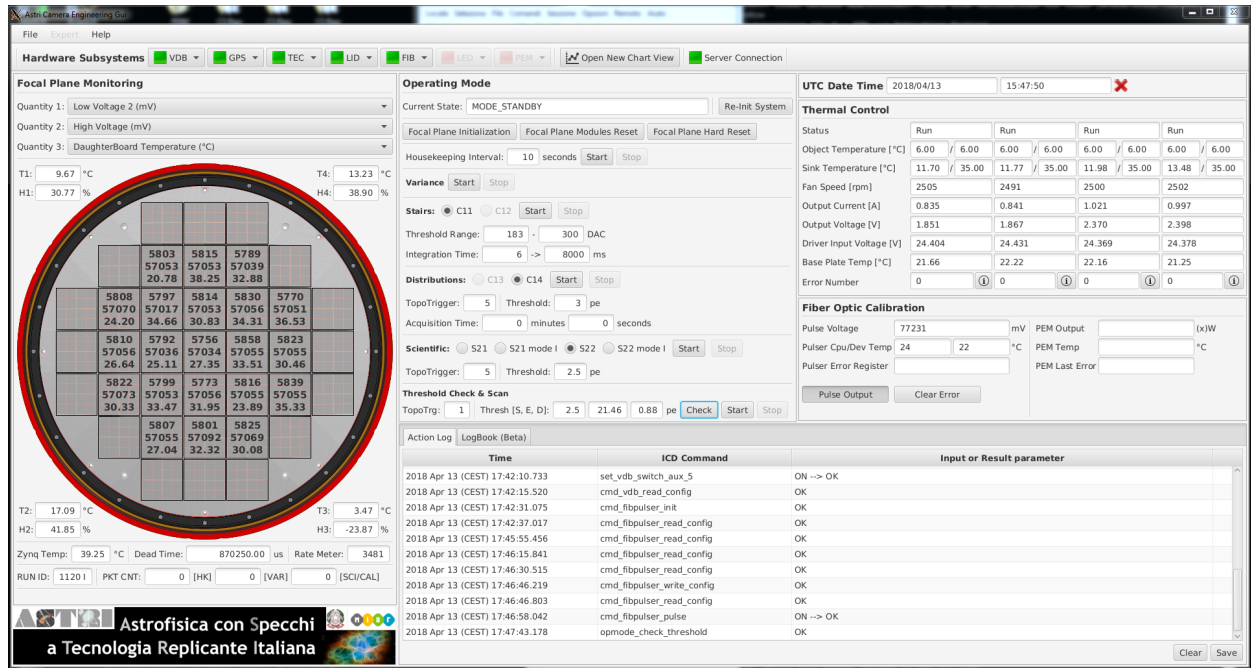 Astri Camera Engineering Gui
File Expert Help
Hardware Subsystems VDB GPS TEC LID FIB LED PEM Open New Chart View Server Connection
Focal Plane Monitoring
Quantity 1: Low Voltage 2 (mV)
Quantity 2: High Voltage (mV)
Quantity 3: DaughterBoard Temperature (°C)
T1: 9.67 °C T4: 13.23 °C
H1: 30.77 % H4: 38.90 %
5803 5815 5789
57053 57053 57039
20.78 38.25 32.88
5808 5797 5814 5830 5770
57070 57017 57053 57056 57051
24.20 34.66 30.83 34.31 36.53
5810 5792 5756 5858 5823
57056 57036 57034 57055 57055
26.64 25.11 27.35 33.51 30.46
5822 5799 5773 5816 5839
57073 57053 57056 57055 57055
30.33 33.47 31.95 23.89 35.33
5807 5801 5825
57055 57092 57069
27.04 32.32 30.08
T2: 17.09 °C T3: 3.47 °C
H2: 41.85 % H3: -23.87 %
Zynq Temp: 39.25 °C Dead Time: 870250.00 us Rate Meter: 3481
RUN ID: 1120 I PKT CNT: 0 [HK] 0 [VAR] 0 [SCI/CAL]
ASTRI Astrofisica con Specchi
a Tecnologia Replicante Italiana
Operating Mode
Current State: MODE_STANDBY Re-Init System
Focal Plane Initialization Focal Plane Modules Reset Focal Plane Hard Reset
Housekeeping Interval: 10 seconds Start Stop
Variance Start Stop
Stairs: C11 C12 Start Stop
Threshold Range: 183 - 300 DAC
Integration Time: 6 -> 8000 ms
Distributions: C13 C14 Start Stop
TopoTrigger: 5 Threshold: 3 pe
Acquisition Time: 0 minutes 0 seconds
Scientific: S21 S21 mode I S22 S22 mode I Start Stop
TopoTrigger: 5 Threshold: 2.5 pe
Threshold Check & Scan
TopoTrg: 1 Thresh [S, E, D]: 2.5 21.46 0.88 pe Check Start Stop
UTC Date Time 2018/04/13 15:47:50
Thermal Control
Status Run Run Run Run
Object Temperature [°C] 6.00 / 6.00 6.00 / 6.00 6.00 / 6.00 6.00 / 6.00
Sink Temperature [°C] 11.70 / 35.00 11.77 / 35.00 11.98 / 35.00 13.48 / 35.00
Fan Speed [rpm] 2505 2491 2500 2502
Output Current [A] 0.835 0.841 1.021 0.997
Output Voltage [V] 1.851 1.867 2.370 2.398
Driver Input Voltage [V] 24.404 24.431 24.369 24.378
Base Plate Temp [°C] 21.66 22.22 22.16 21.25
Error Number 0 0 0 0
Fiber Optic Calibration
Pulse Voltage 77231 mV PEM Output (x)W
Pulser Cpu/Dev Temp 24 22 °C PEM Temp °C
Pulser Error Register PEM Last Error
Pulse Output Clear Error
Action Log LogBook (Beta)
Time ICD Command Input or Result parameter
2018 Apr 13 (CEST) 17:42:10.733 set_vdb_switch_aux_5 ON --> OK
2018 Apr 13 (CEST) 17:42:15.520 cmd_vdb_read_config OK
2018 Apr 13 (CEST) 17:42:31.075 cmd_fibpulser_init OK
2018 Apr 13 (CEST) 17:42:37.017 cmd_fibpulser_read_config OK
2018 Apr 13 (CEST) 17:45:55.456 cmd_fibpulser_read_config OK
2018 Apr 13 (CEST) 17:46:15.841 cmd_fibpulser_read_config OK
2018 Apr 13 (CEST) 17:46:30.515 cmd_fibpulser_read_config OK
2018 Apr 13 (CEST) 17:46:46.219 cmd_fibpulser_write_config OK
2018 Apr 13 (CEST) 17:46:46.803 cmd_fibpulser_read_config OK
2018 Apr 13 (CEST) 17:46:58.042 cmd_fibpulser_pulse ON --> OK
2018 Apr 13 (CEST) 17:47:43.178 opmode_check_threshold OK
Clear Save